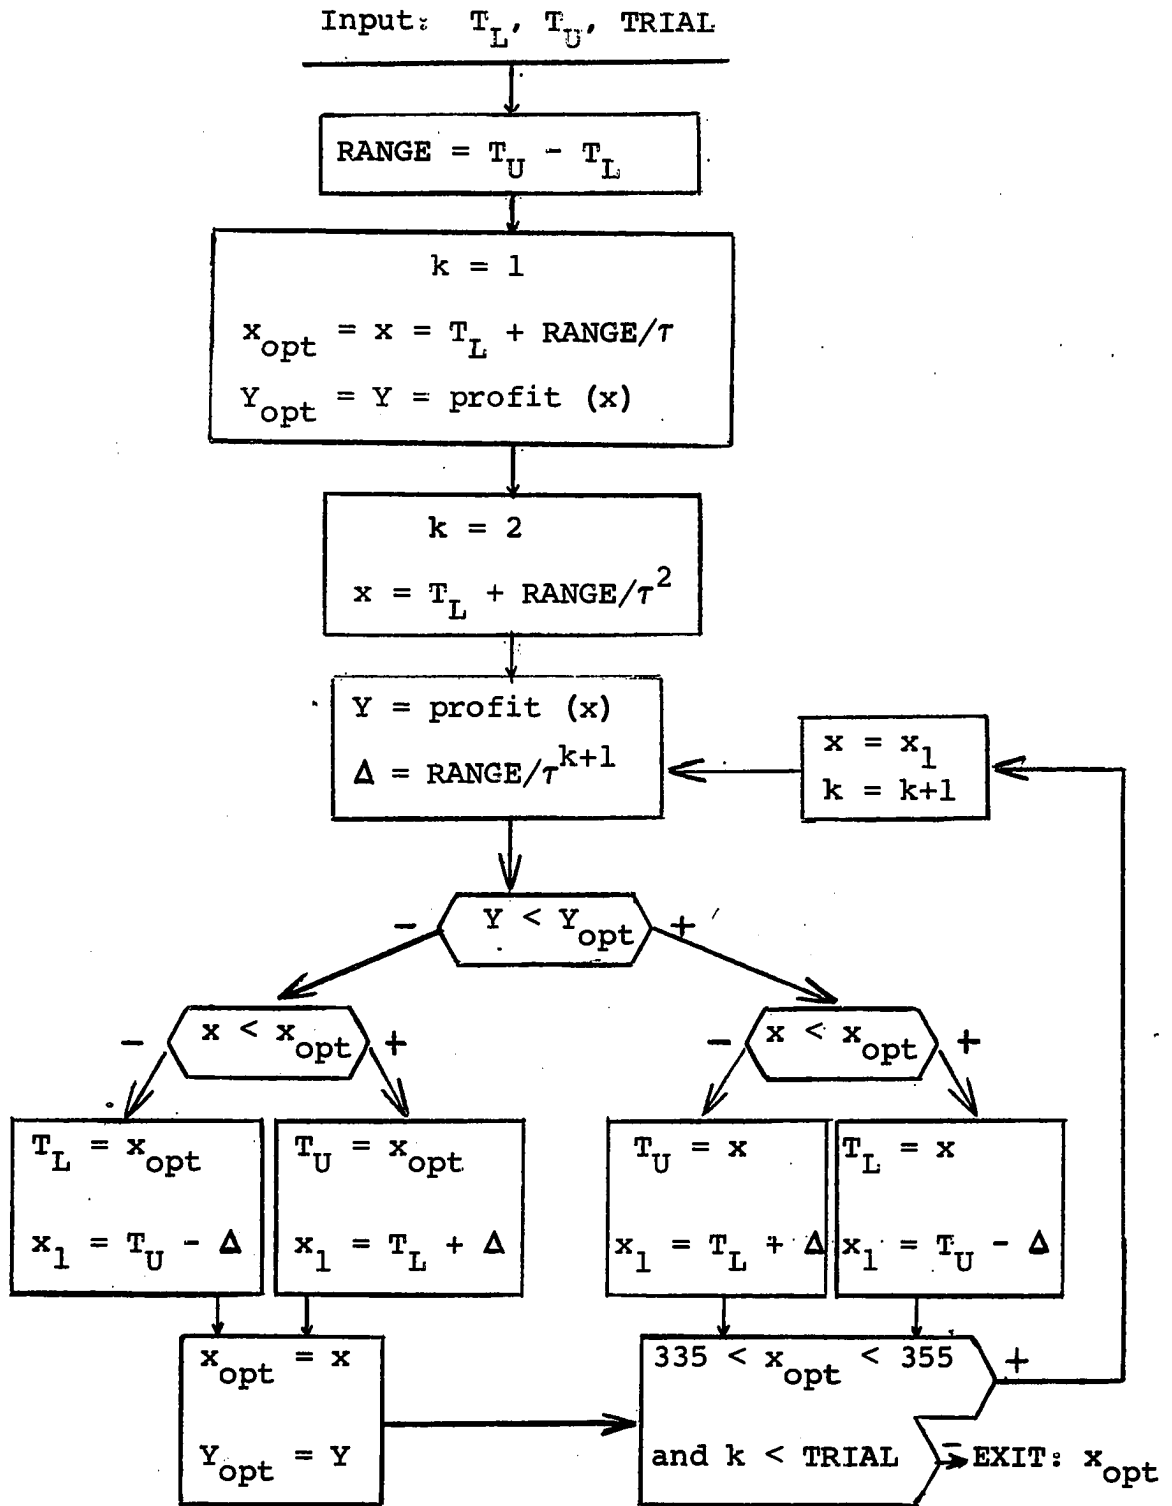 Input: T_L, T_U, TRIAL
RANGE = T_U - T_L
k = 1
x_opt = x = T_L + RANGE/τ
Y_opt = Y = profit (x)
k = 2
x = T_L + RANGE/τ^2
Y = profit (x)
Δ = RANGE/τ^{k+1}
x = x_1
k = k+1
- Y < Y_opt +
- x < x_opt +
- x < x_opt +
T_L = x_opt
x_1 = T_U - Δ
T_U = x_opt
x_1 = T_L + Δ
T_U = x
x_1 = T_L + Δ
T_L = x
x_1 = T_U - Δ
x_opt = x
Y_opt = Y
335 < x_opt < 355 +
and k < TRIAL - EXIT: x_opt